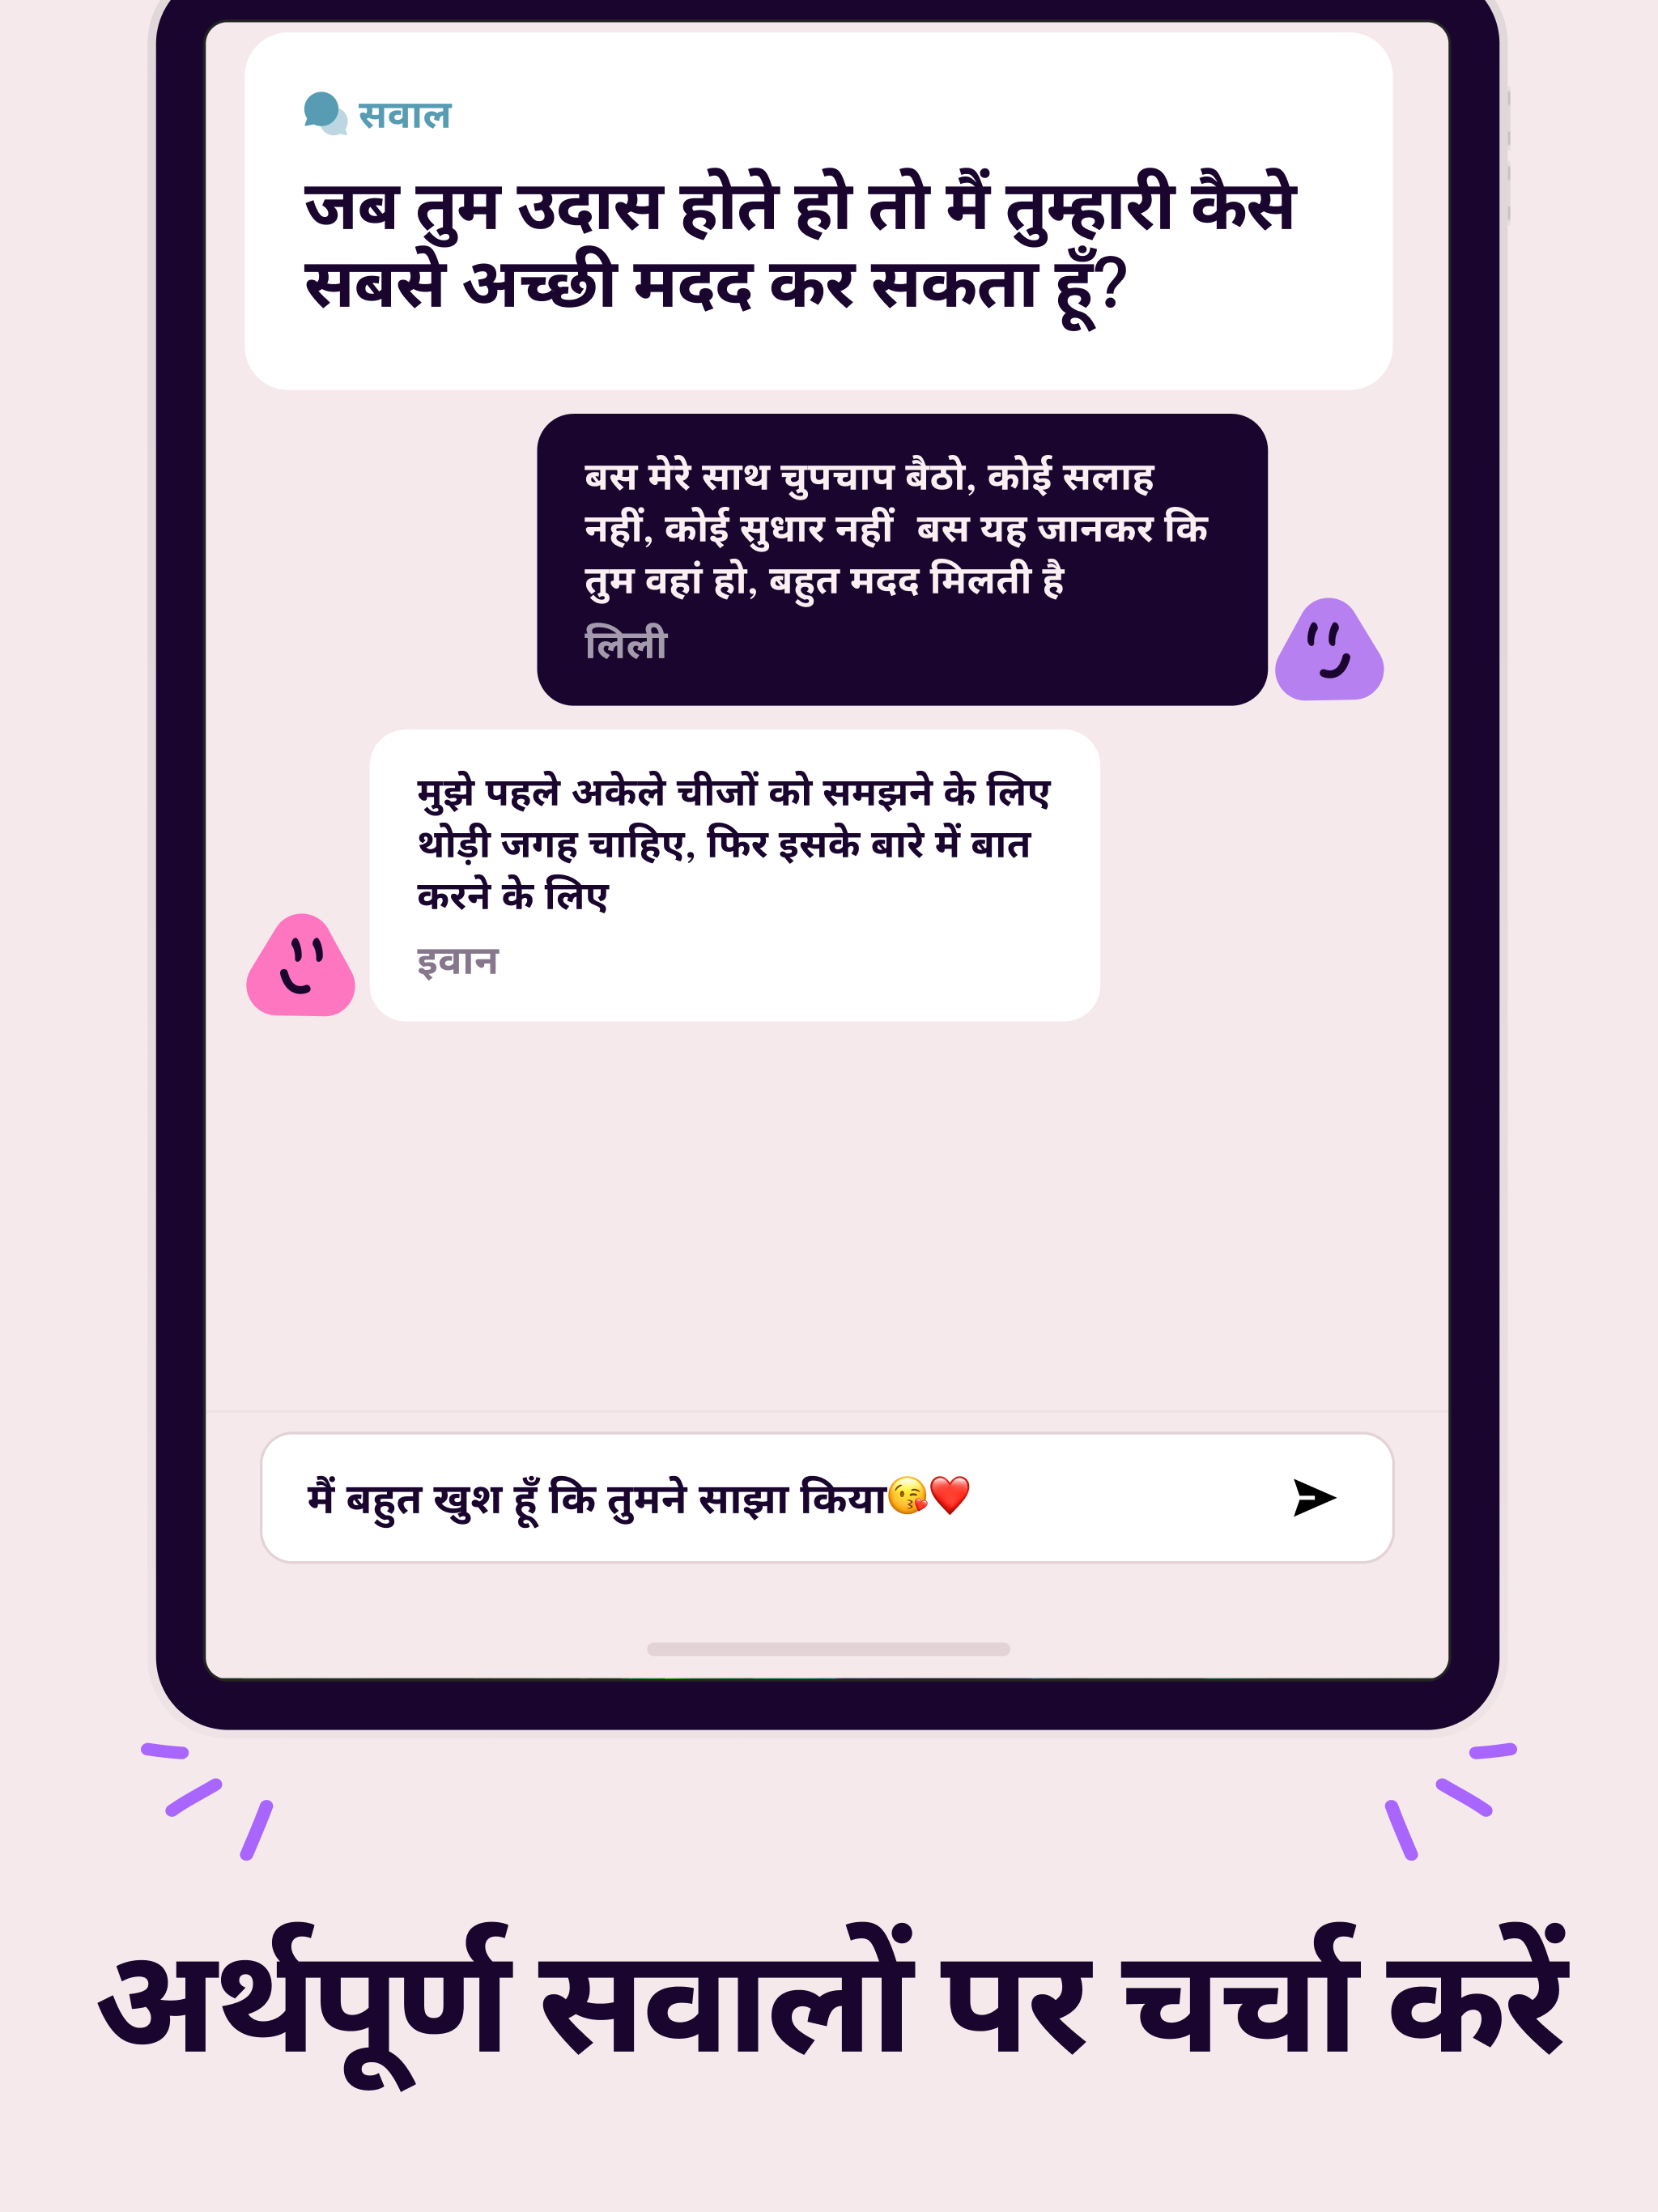 सवाल
जब तुम उदास होते हो तो मैं तुम्हारी कैसे
सबसे अच्छी मदद कर सकता हूँ?
बस मेरे साथ चुपचाप बैठो, कोई सलाह
नहीं, कोई सुधार नहीं  बस यह जानकर कि
तुम वहां हो, बहुत मदद मिलती है
लिली
मुझे पहले अकेले चीजों को समझने के लिए
थोड़ी जगह चाहिए, फिर इसके बारे में बात
करने के लिए
इवान
मैं बहुत खुश हूँ कि तुमने साझा किया😘❤️
अर्थपूर्ण सवालों पर चर्चा करें